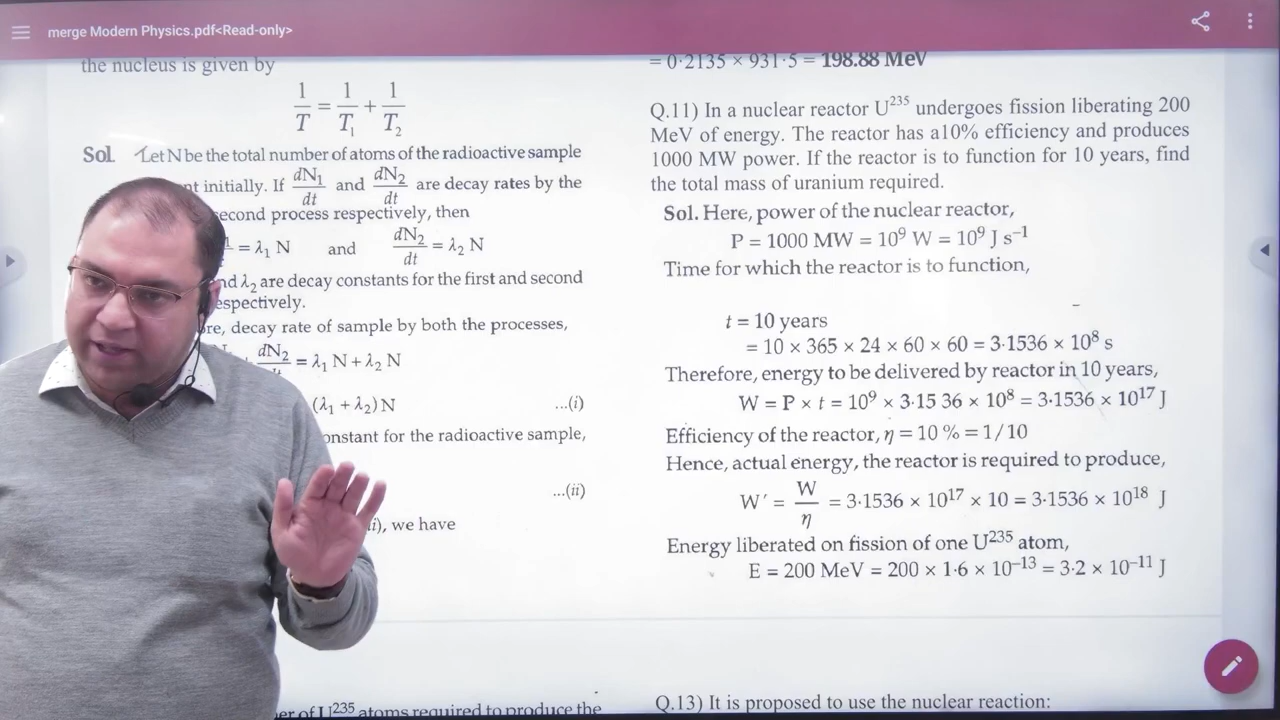 merge Modern Physics.pdf<Read-only>
the nucleus is given by
1/T = 1/T₁ + 1/T₂
Sol. Let N be the total number of atoms of the radioactive sample
initially. If dN₁/dt and dN₂/dt are decay rates by the
second process respectively, then
= λ₁ N and dN₂/dt = λ₂ N
λ₂ are decay constants for the first and second
respectively.
decay rate of sample by both the processes,
dN₂ = λ₁ N + λ₂ N
(λ₁ + λ₂) N ...(i)
constant for the radioactive sample,
...(ii)
we have
of U²³⁵ atoms required to produce the
= 0·2135 × 931·5 = 198.88 MeV
Q.11) In a nuclear reactor U²³⁵ undergoes fission liberating 200
MeV of energy. The reactor has a10% efficiency and produces
1000 MW power. If the reactor is to function for 10 years, find
the total mass of uranium required.
Sol. Here, power of the nuclear reactor,
P = 1000 MW = 10⁹ W = 10⁹ J s⁻¹
Time for which the reactor is to function,
t = 10 years
= 10 × 365 × 24 × 60 × 60 = 3·1536 × 10⁸ s
Therefore, energy to be delivered by reactor in 10 years,
W = P × t = 10⁹ × 3·15 36 × 10⁸ = 3·1536 × 10¹⁷ J
Efficiency of the reactor, η = 10 % = 1/10
Hence, actual energy, the reactor is required to produce,
W′ = W/η = 3·1536 × 10¹⁷ × 10 = 3·1536 × 10¹⁸ J
Energy liberated on fission of one U²³⁵ atom,
E = 200 MeV = 200 × 1·6 × 10⁻¹³ = 3·2 × 10⁻¹¹ J
Q.13) It is proposed to use the nuclear reaction: